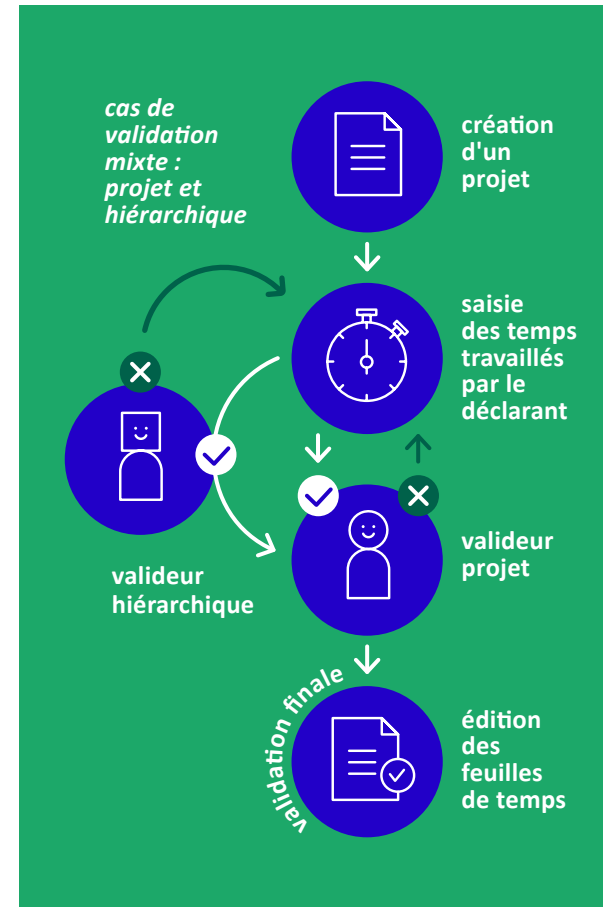 cas de
validation
mixte :
projet et
hiérarchique
création
d'un
projet
saisie
des temps
travaillés
par le
déclarant
valideur
hiérarchique
valideur
projet
validation finale
édition
des
feuilles
de temps